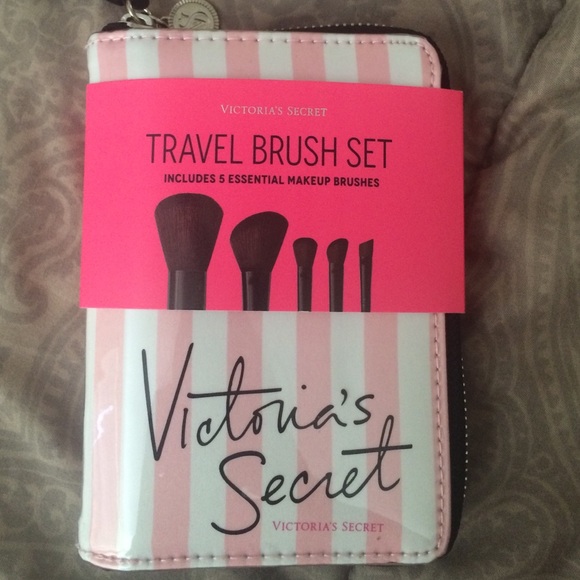 VICTORIA'S SECRET
TRAVEL BRUSH SET
INCLUDES 5 ESSENTIAL MAKEUP BRUSHES
Victoria's
Secret
VICTORIA'S SECRET